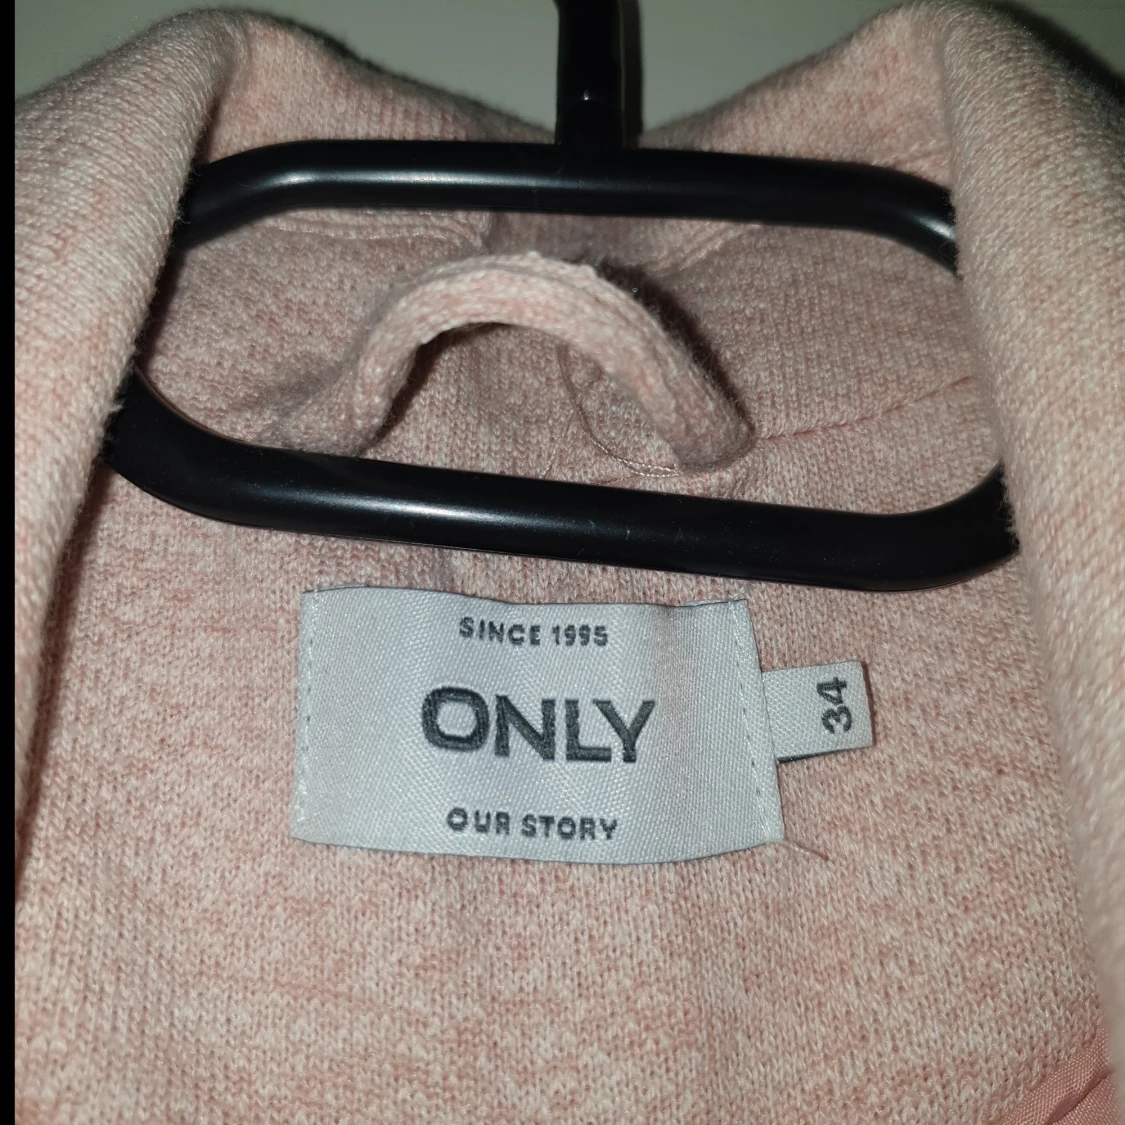 SINCE 1995
ONLY
OUR STORY
34